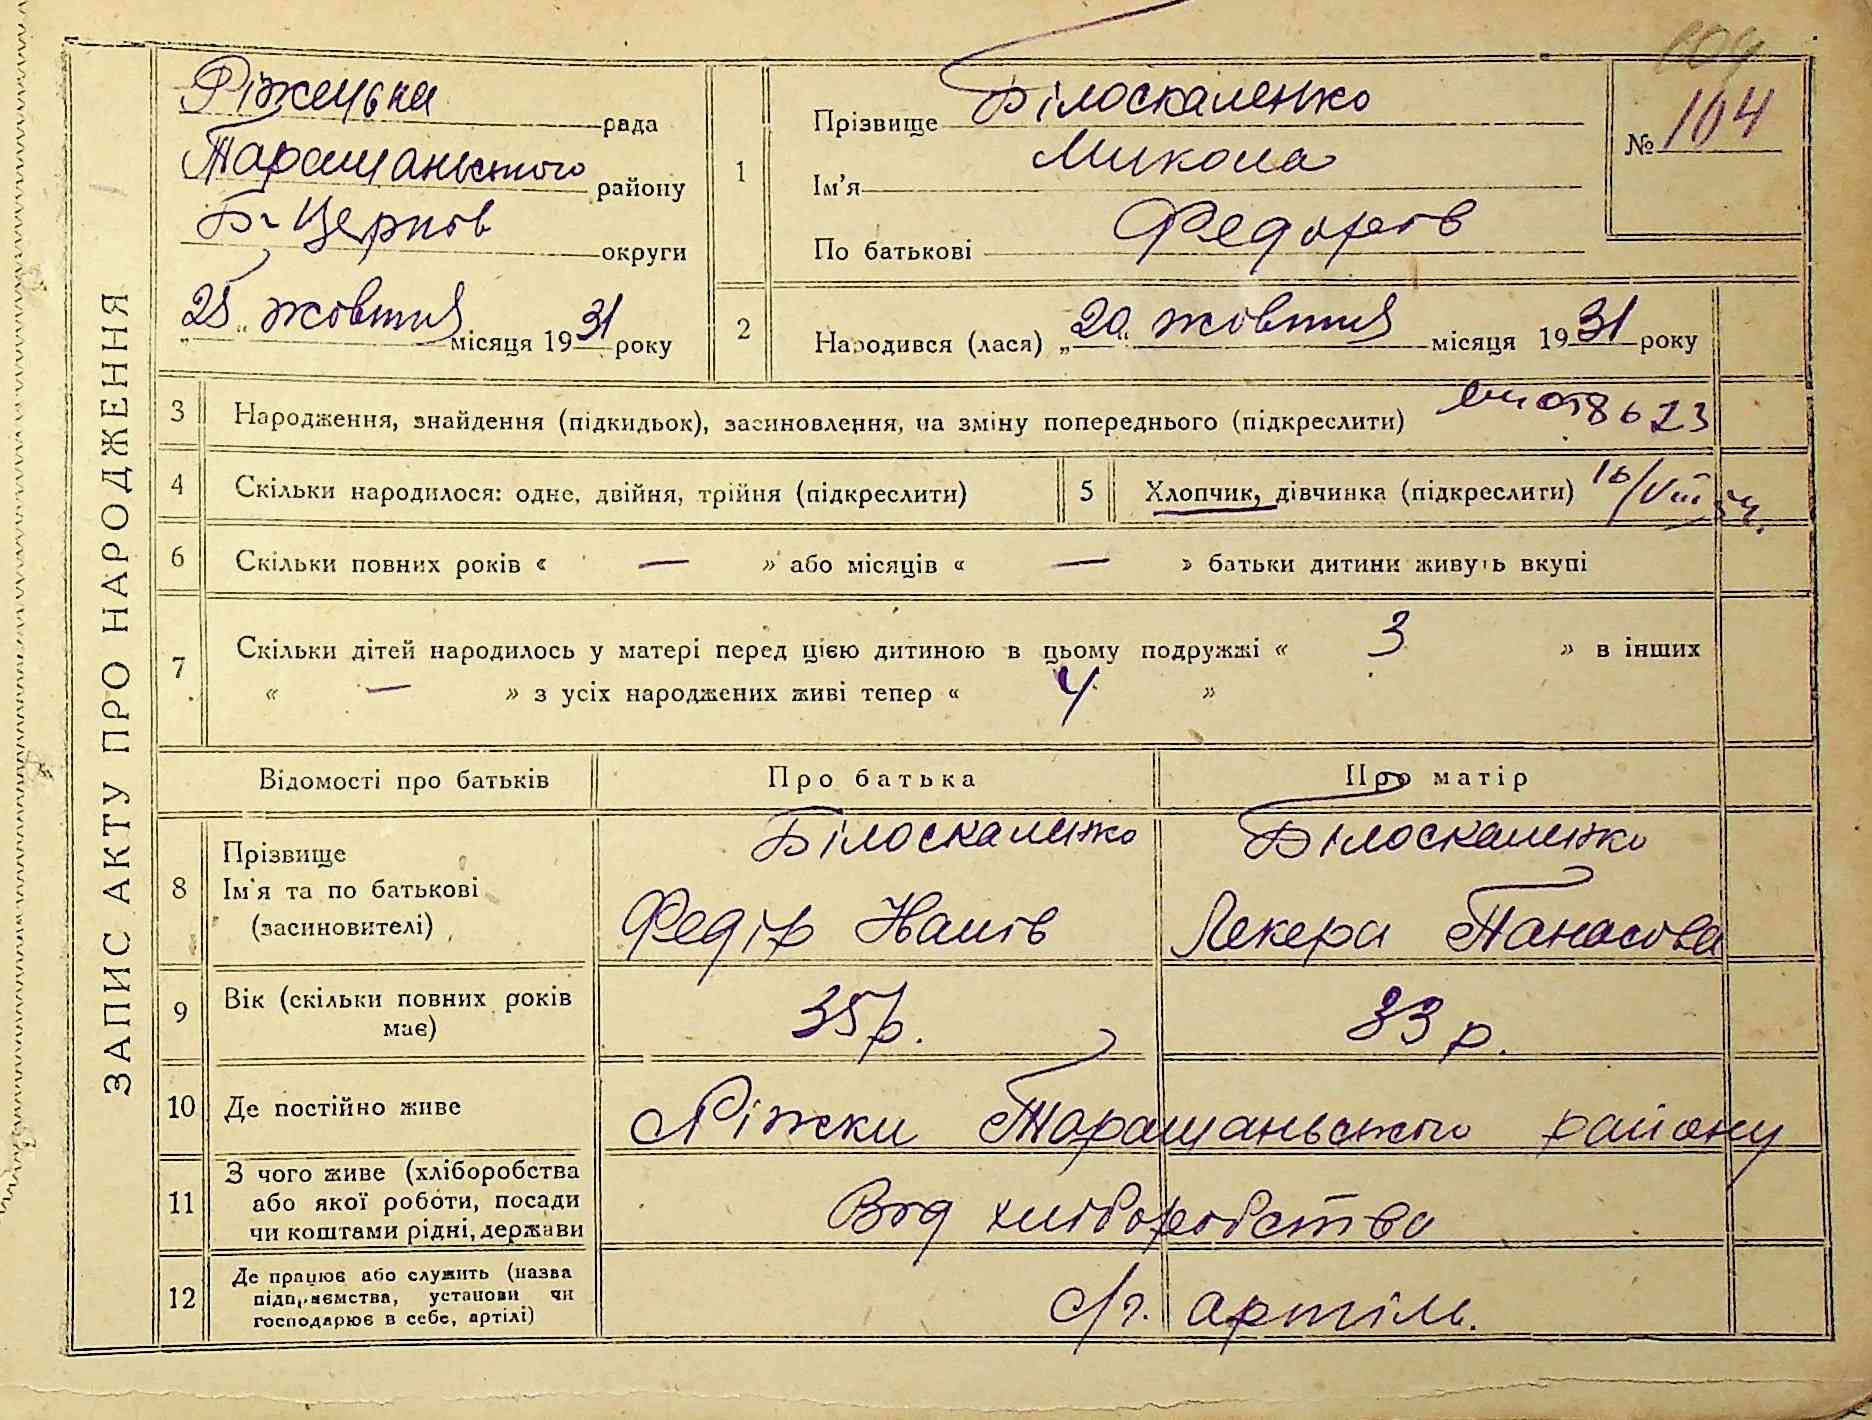 ЗАПИС АКТУ ПРО НАРОДЖЕННЯ
104
№ 104
Ріжецька рада
Таращанського району
Б-Церков округи
„25“ жовтня місяця 1931 року
1
Прізвище Білоскаленко
Ім'я Микола
По батькові Федорів
2
Народився (лася) „20“ жовтня місяця 1931 року
3 Народження, знайдення (підкидьок), засиновлення, на зміну попереднього (підкреслити)
4 Скільки народилося: одне, двійня, трійня (підкреслити)
5 Хлопчик, дівчинка (підкреслити)
6 Скільки повних років « — » або місяців « — » батьки дитини живуть вкупі
7 Скільки дітей народилось у матері перед цією дитиною в цьому подружжі « 3 » в інших
« — » з усіх народжених живі тепер « 4 »
Відомості про батьків
Про батька
Про матір
8 Прізвище
Ім'я та по батькові
(засиновителі)
Білоскаленко
Федір
Білоскаленко
Лекера Панасова
9 Вік (скільки повних років
має)
35 р.
33 р.
10 Де постійно живе
Ріжки Таращанського району
11 З чого живе (хліборобства
або якої роботи, посади
чи коштами рідні, держави
Від хліборобства
12 Де працює або служить (назва
підприємства, установи чи
господарює в себе, артілі)
с/г. артіль.